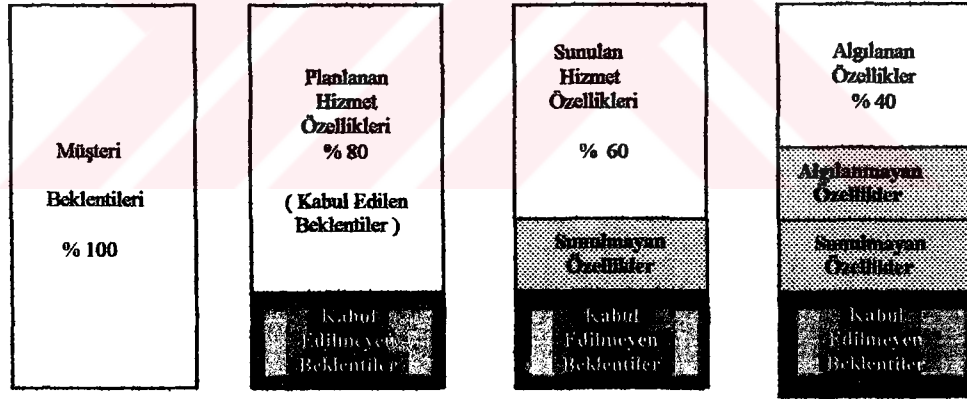 Müşteri
Beklentileri
% 100
Planlanan
Hizmet
Özellikleri
% 80
( Kabul Edilen
Beklentiler )
Kabul
Edilmeyen
Beklentiler
Sunulan
Hizmet
Özellikleri
% 60
Sunulmayan
Özellikler
Kabul
Edilmeyen
Beklentiler
Algılanan
Özellikler
% 40
Algılanmayan
Özellikler
Sunulmayan
Özellikler
Kabul
Edilmeyen
Beklentiler